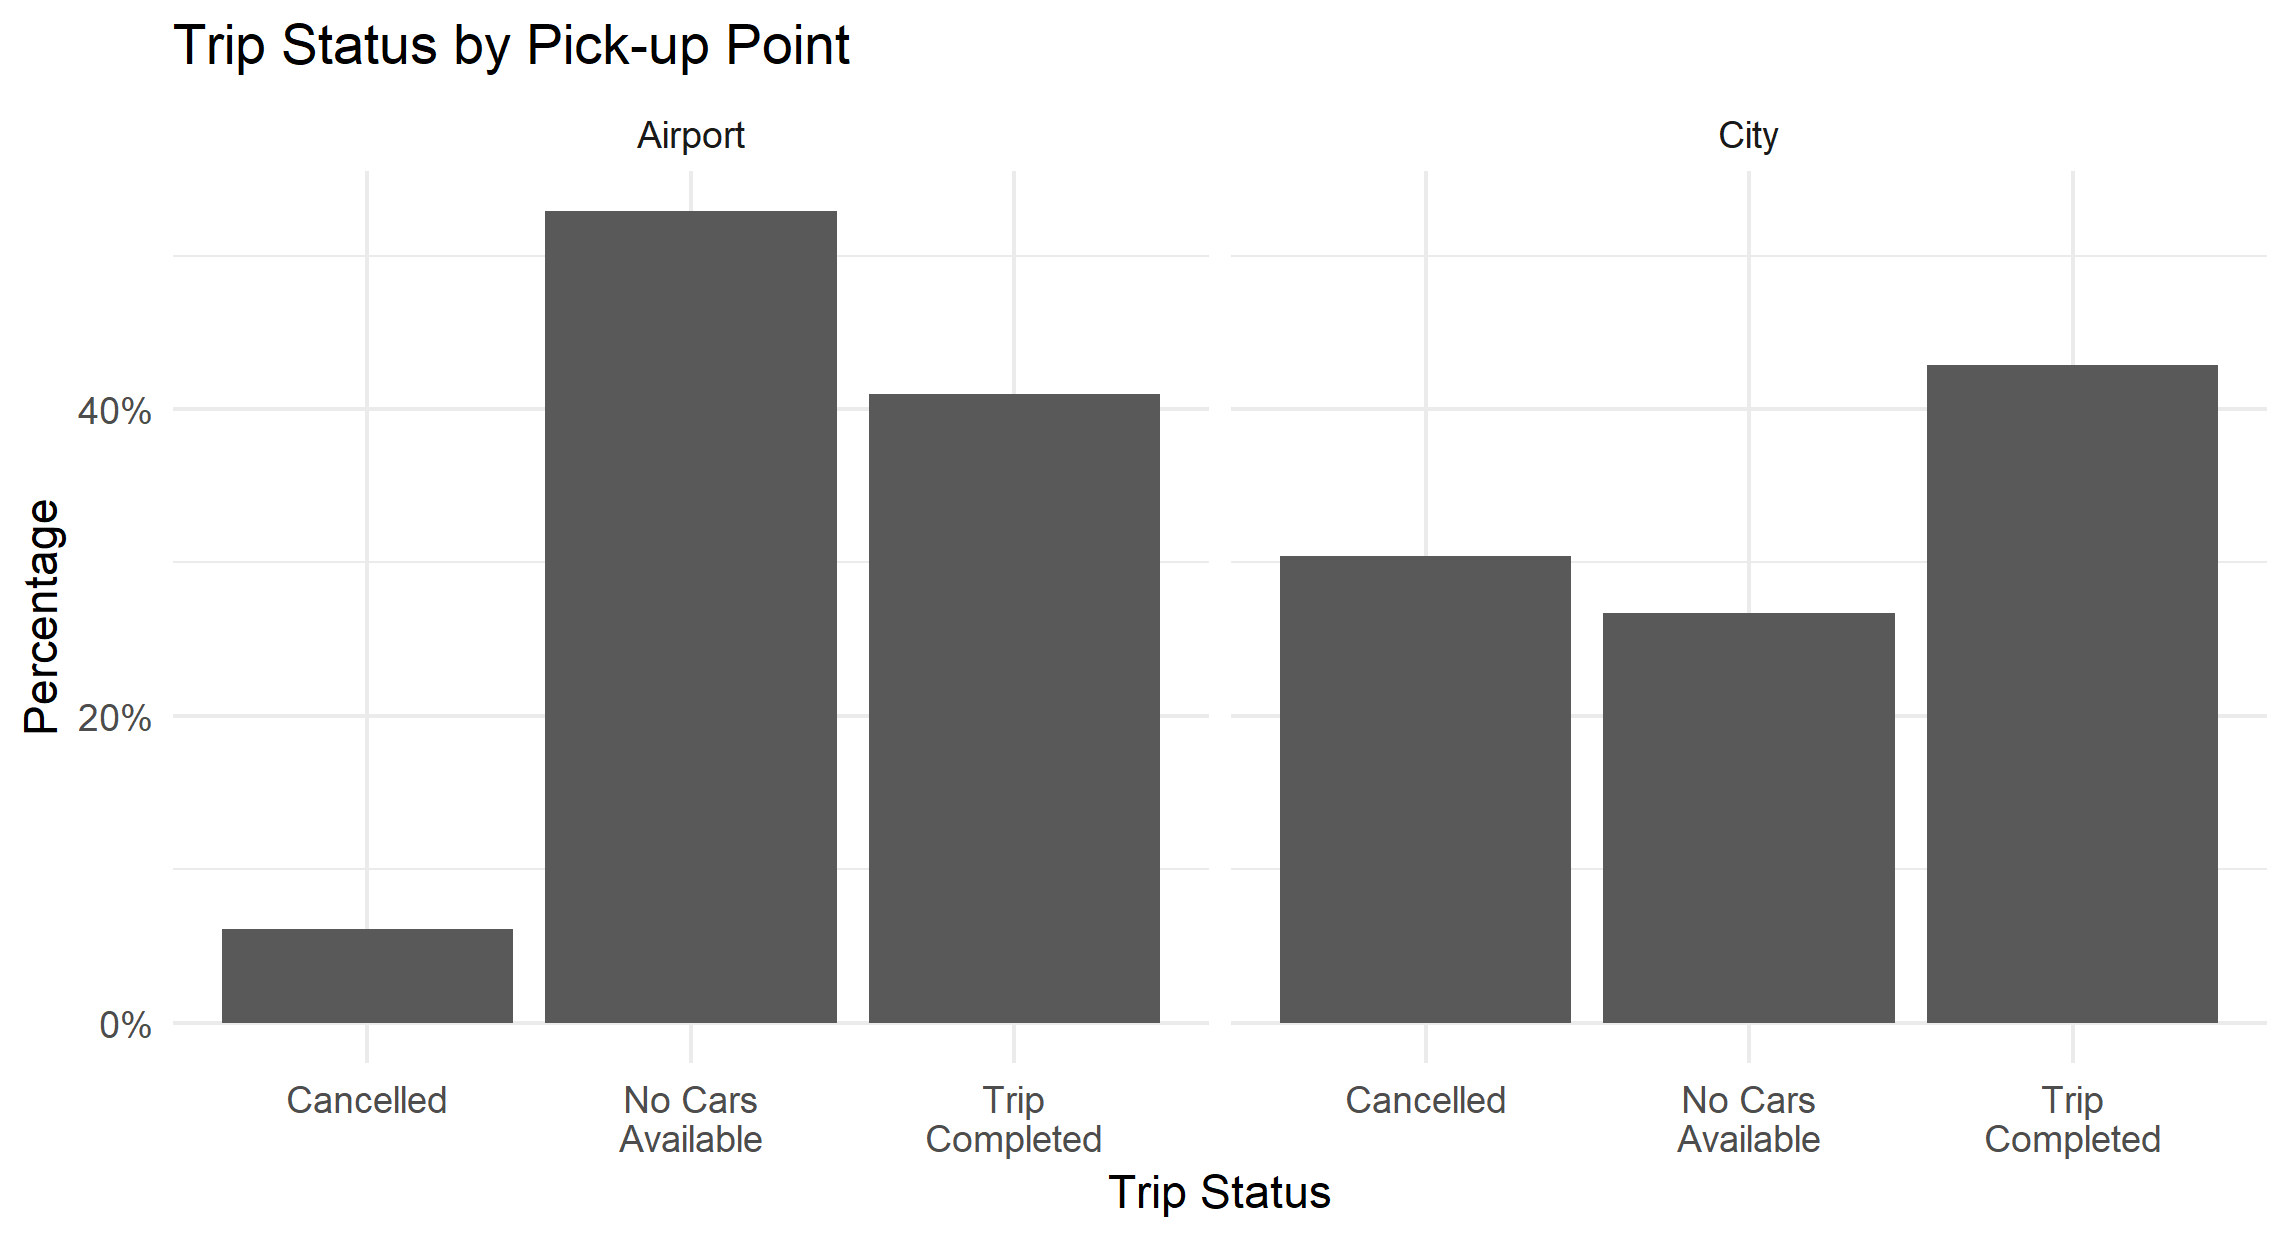 Trip Status by Pick-up Point
Airport
City
Percentage
40%
20%
0%
Cancelled
No Cars
Available
Trip
Completed
Cancelled
No Cars
Available
Trip
Completed
Trip Status